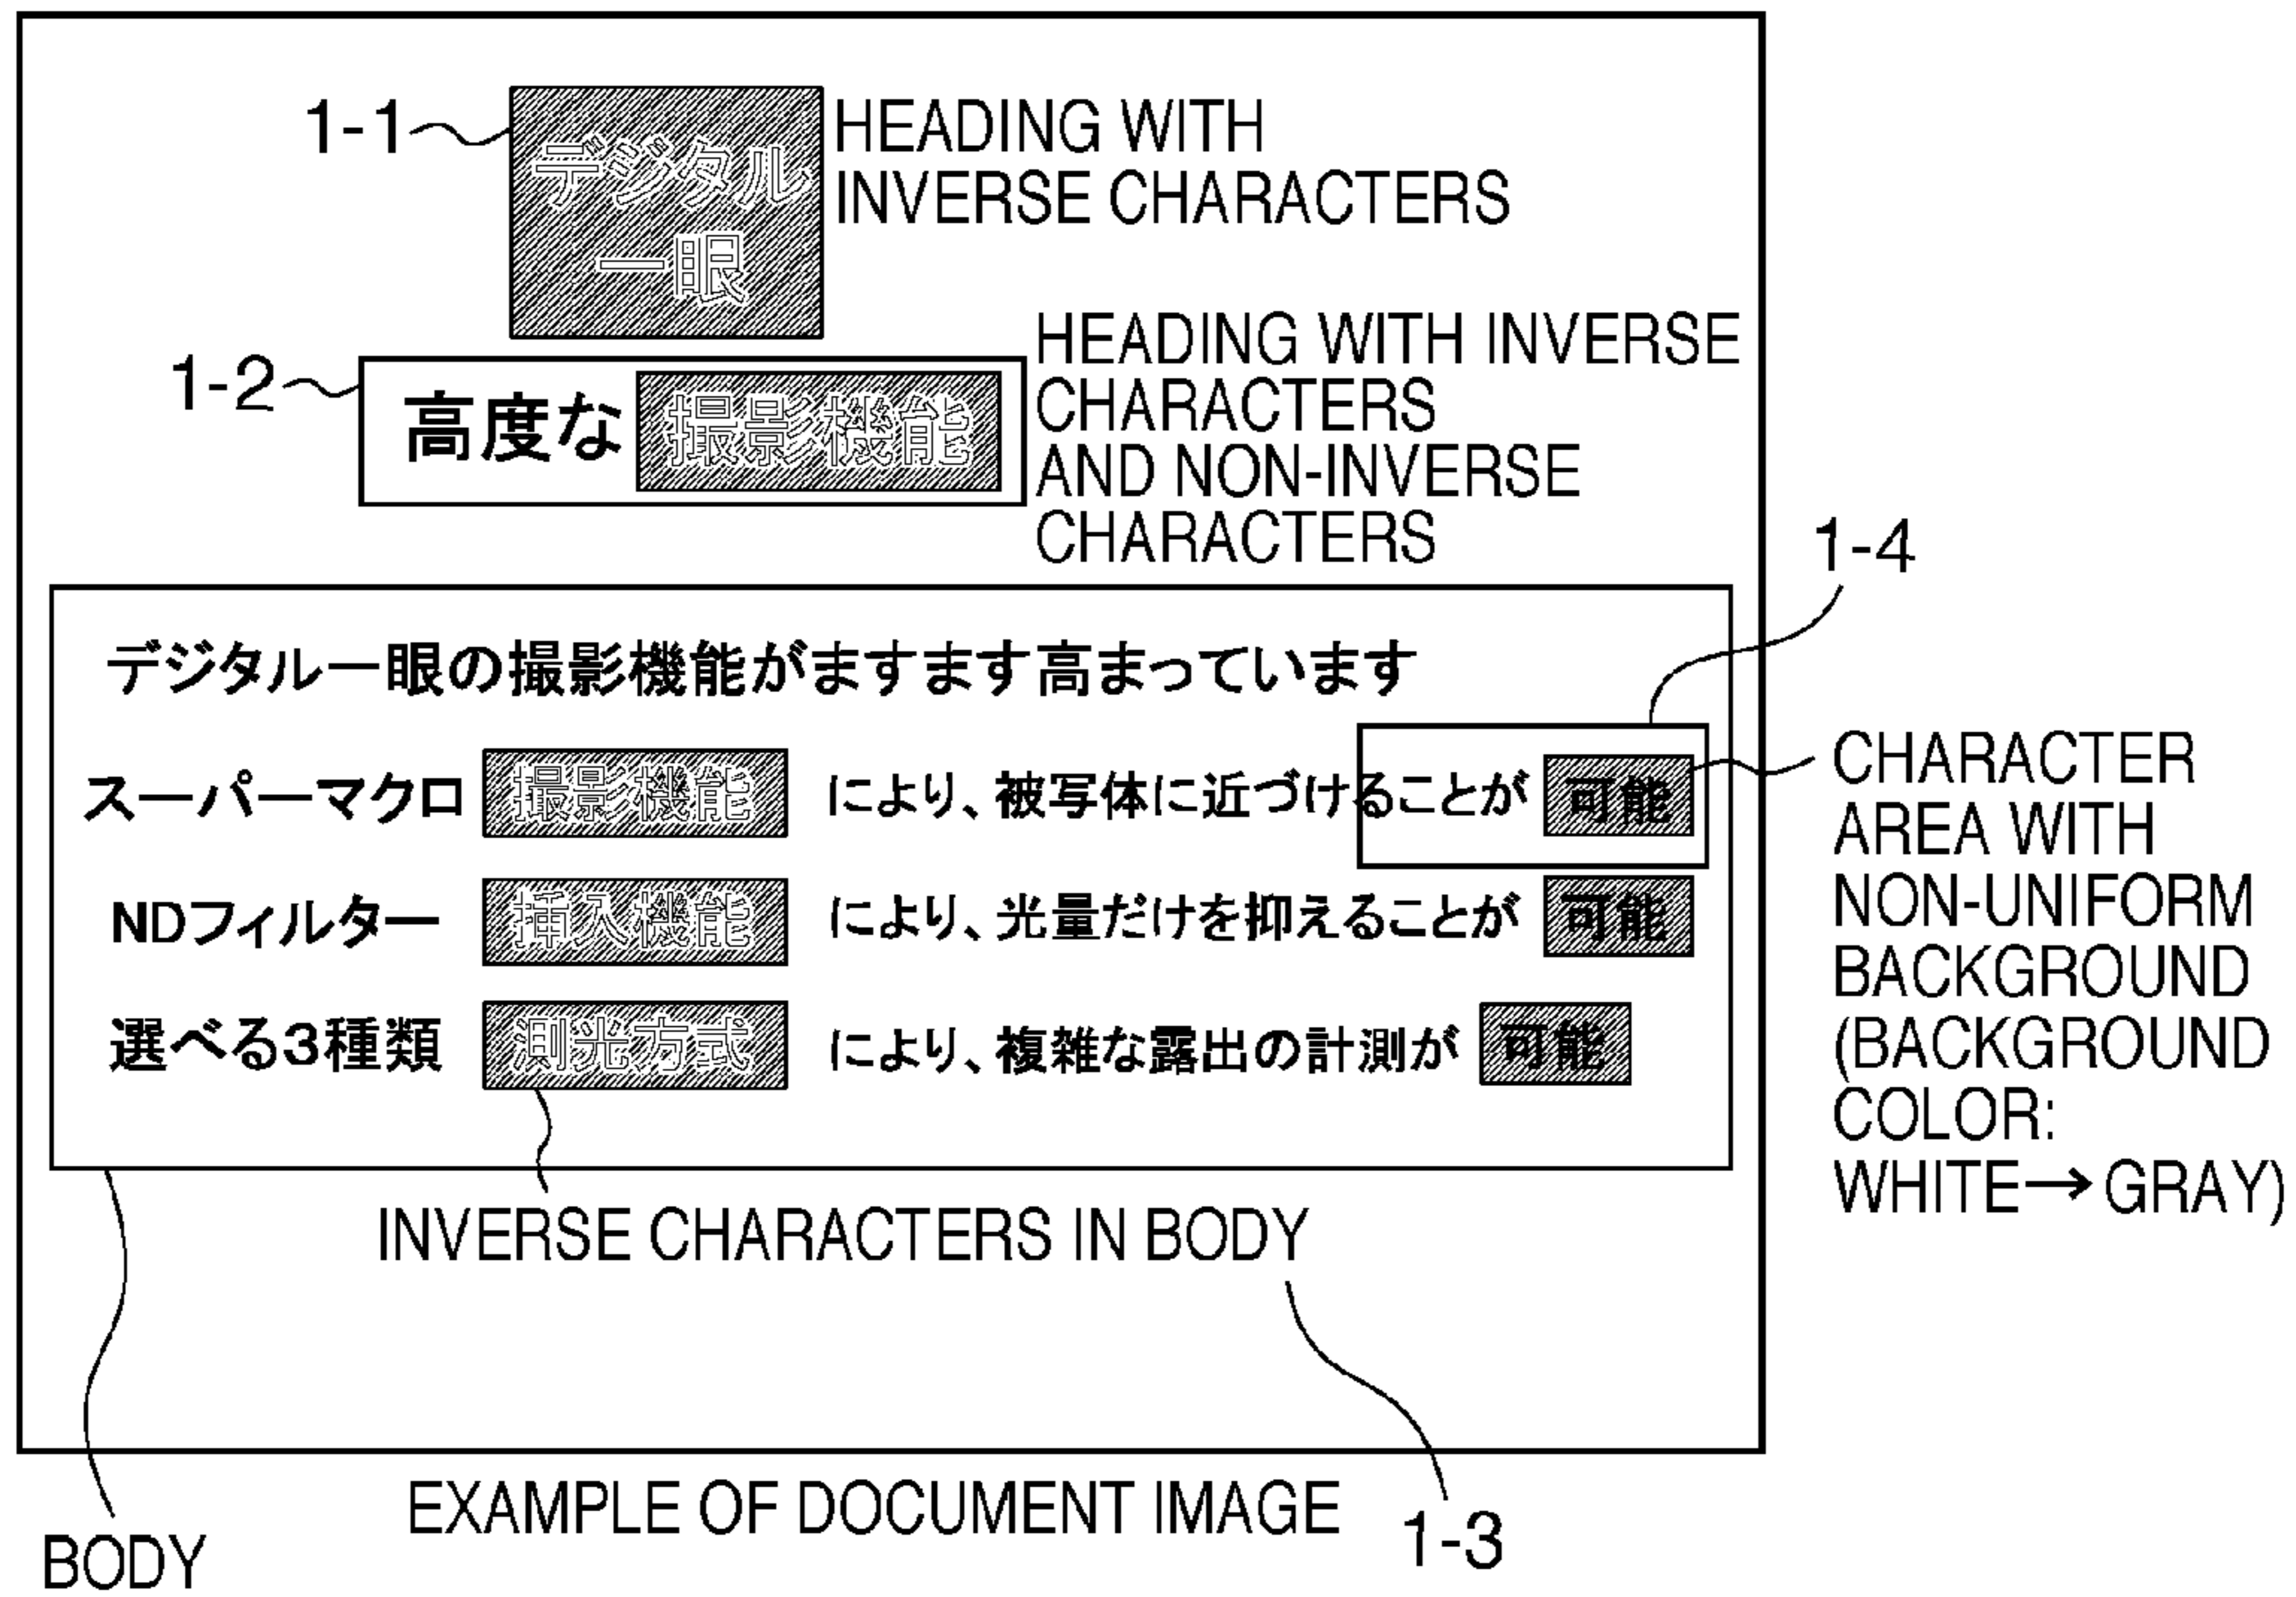 1-1
デジタル
一眼
HEADING WITH
INVERSE CHARACTERS
1-2
高度な 撮影機能
HEADING WITH INVERSE
CHARACTERS
AND NON-INVERSE
CHARACTERS
1-4
デジタル一眼の撮影機能がますます高まっています
スーパーマクロ 撮影機能 により、被写体に近づけることが 可能
NDフィルター 挿入機能 により、光量だけを抑えることが 可能
選べる3種類 測光方式 により、複雑な露出の計測が 可能
CHARACTER
AREA WITH
NON-UNIFORM
BACKGROUND
(BACKGROUND
COLOR:
WHITE→GRAY)
INVERSE CHARACTERS IN BODY
EXAMPLE OF DOCUMENT IMAGE
1-3
BODY